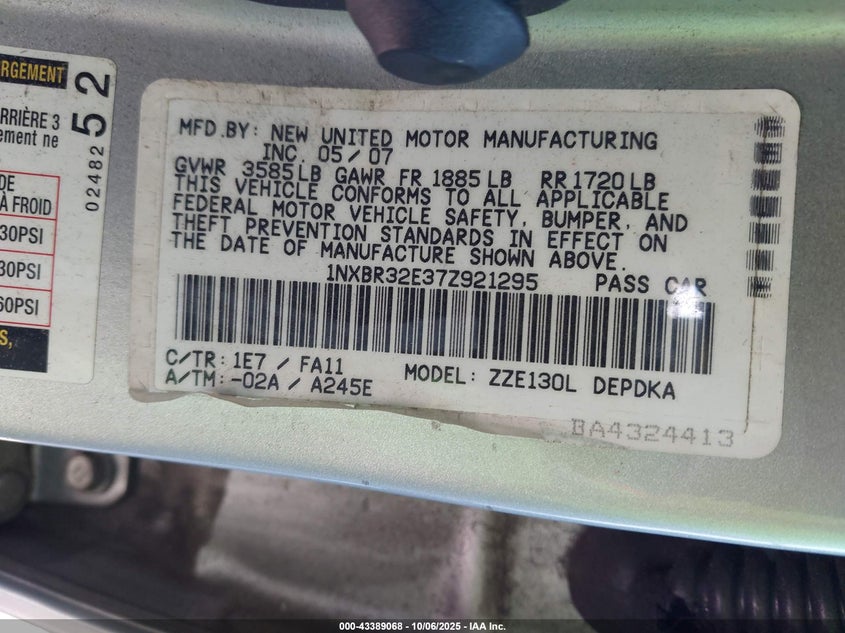 RGEMENT
ARRIÈRE 3
ement ne
02482
52
DE
À FROID
30PSI
30PSI
60PSI
S,
MFD.BY: NEW UNITED MOTOR MANUFACTURING
INC. 05/07
GVWR 3585LB GAWR FR 1885LB RR1720LB
THIS VEHICLE CONFORMS TO ALL APPLICABLE
FEDERAL MOTOR VEHICLE SAFETY, BUMPER, AND
THEFT PREVENTION STANDARDS IN EFFECT ON
THE DATE OF MANUFACTURE SHOWN ABOVE.
1NXBR32E37Z921295 PASS CAR
C/TR: 1E7 / FA11
A/TM: -02A / A245E MODEL: ZZE130L DEPDKA
BA4324413
000-43389068 - 10/06/2025 - IAA Inc.